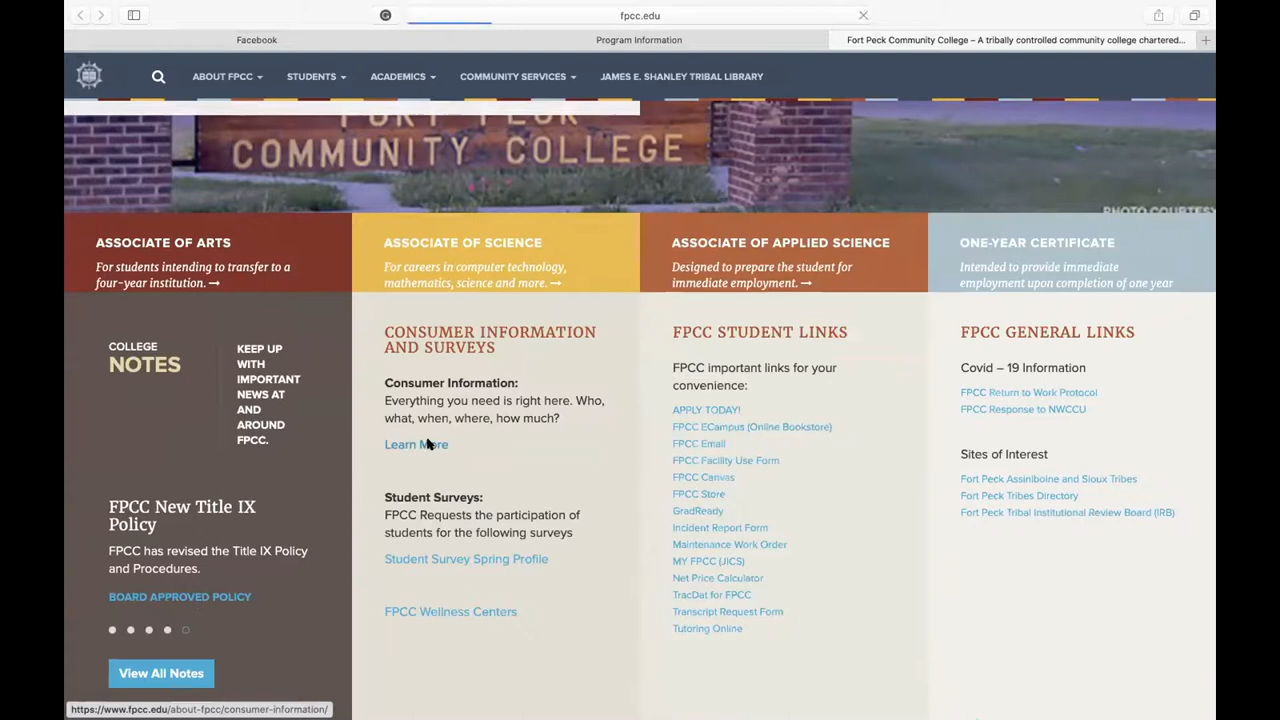 fpcc.edu
Facebook
Program Information
Fort Peck Community College – A tribally controlled community college chartered...
ABOUT FPCC
STUDENTS
ACADEMICS
COMMUNITY SERVICES
JAMES E. SHANLEY TRIBAL LIBRARY
FORT PECK
COMMUNITY COLLEGE
PHOTO COURTESY
ASSOCIATE OF ARTS
For students intending to transfer to a
four-year institution. →
ASSOCIATE OF SCIENCE
For careers in computer technology,
mathematics, science and more. →
ASSOCIATE OF APPLIED SCIENCE
Designed to prepare the student for
immediate employment. →
ONE-YEAR CERTIFICATE
Intended to provide immediate
employment upon completion of one year
COLLEGE
NOTES
KEEP UP
WITH
IMPORTANT
NEWS AT
AND
AROUND
FPCC.
FPCC New Title IX
Policy
FPCC has revised the Title IX Policy
and Procedures.
BOARD APPROVED POLICY
View All Notes
CONSUMER INFORMATION
AND SURVEYS
Consumer Information:
Everything you need is right here. Who,
what, when, where, how much?
Learn More
Student Surveys:
FPCC Requests the participation of
students for the following surveys
Student Survey Spring Profile
FPCC Wellness Centers
FPCC STUDENT LINKS
FPCC important links for your
convenience:
APPLY TODAY!
FPCC ECampus (Online Bookstore)
FPCC Email
FPCC Facility Use Form
FPCC Canvas
FPCC Store
GradReady
Incident Report Form
Maintenance Work Order
MY FPCC (JICS)
Net Price Calculator
TracDat for FPCC
Transcript Request Form
Tutoring Online
FPCC GENERAL LINKS
Covid – 19 Information
FPCC Return to Work Protocol
FPCC Response to NWCCU
Sites of Interest
Fort Peck Assiniboine and Sioux Tribes
Fort Peck Tribes Directory
Fort Peck Tribal Institutional Review Board (IRB)
https://www.fpcc.edu/about-fpcc/consumer-information/